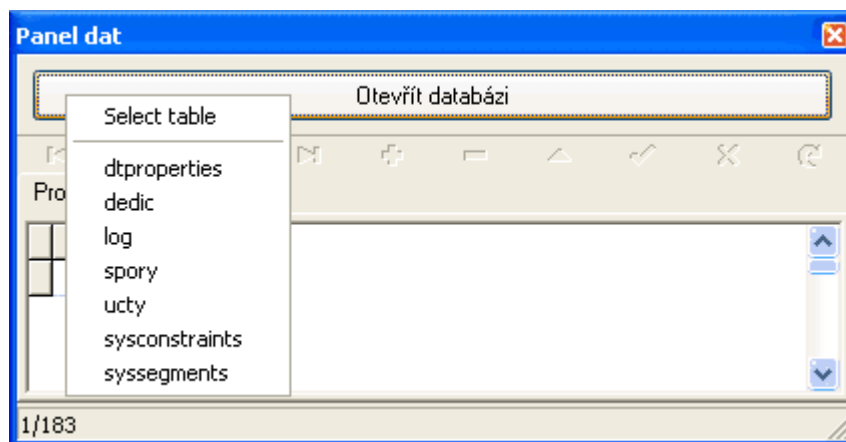 Panel dat
Otevřít databázi
Select table
dtproperties
Pro
dedic
log
spory
ucty
sysconstraints
syssegments
1/183